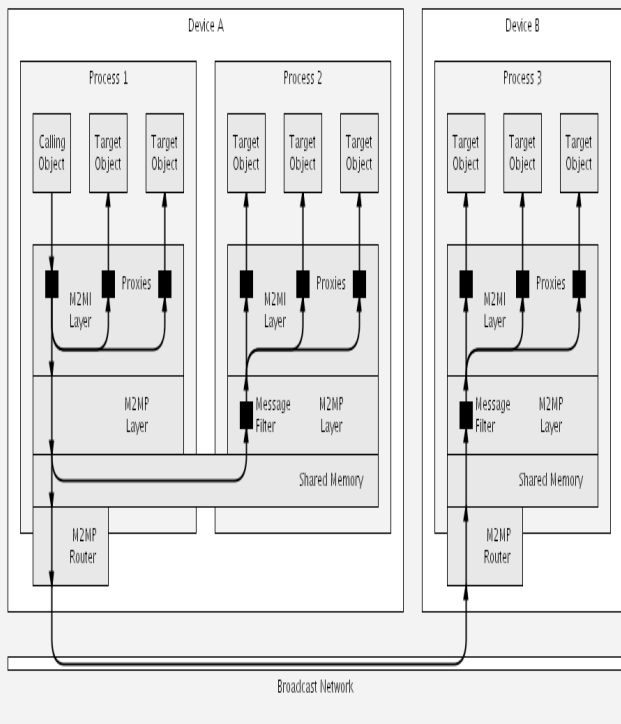 Device A
Device B
Process 1
Process 2
Process 3
Calling
Object
Target
Object
Target
Object
Target
Object
Target
Object
Target
Object
Target
Object
Target
Object
Target
Object
Proxies
M2MI
Layer
Proxies
M2MI
Layer
Proxies
M2MI
Layer
M2MP
Layer
Message
Filter
M2MP
Layer
Message
Filter
M2MP
Layer
Shared Memory
Shared Memory
M2MP
Router
M2MP
Router
Broadcast Network